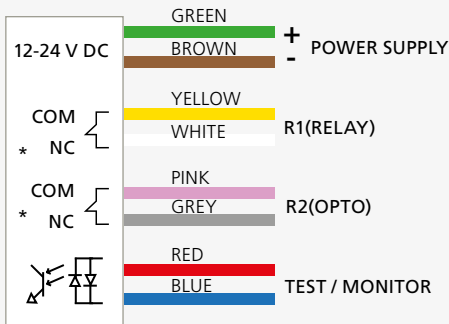 GREEN
12-24 V DC + POWER SUPPLY
BROWN -
YELLOW
COM
WHITE R1(RELAY)
* NC
PINK
COM
GREY R2(OPTO)
* NC
RED
BLUE TEST / MONITOR